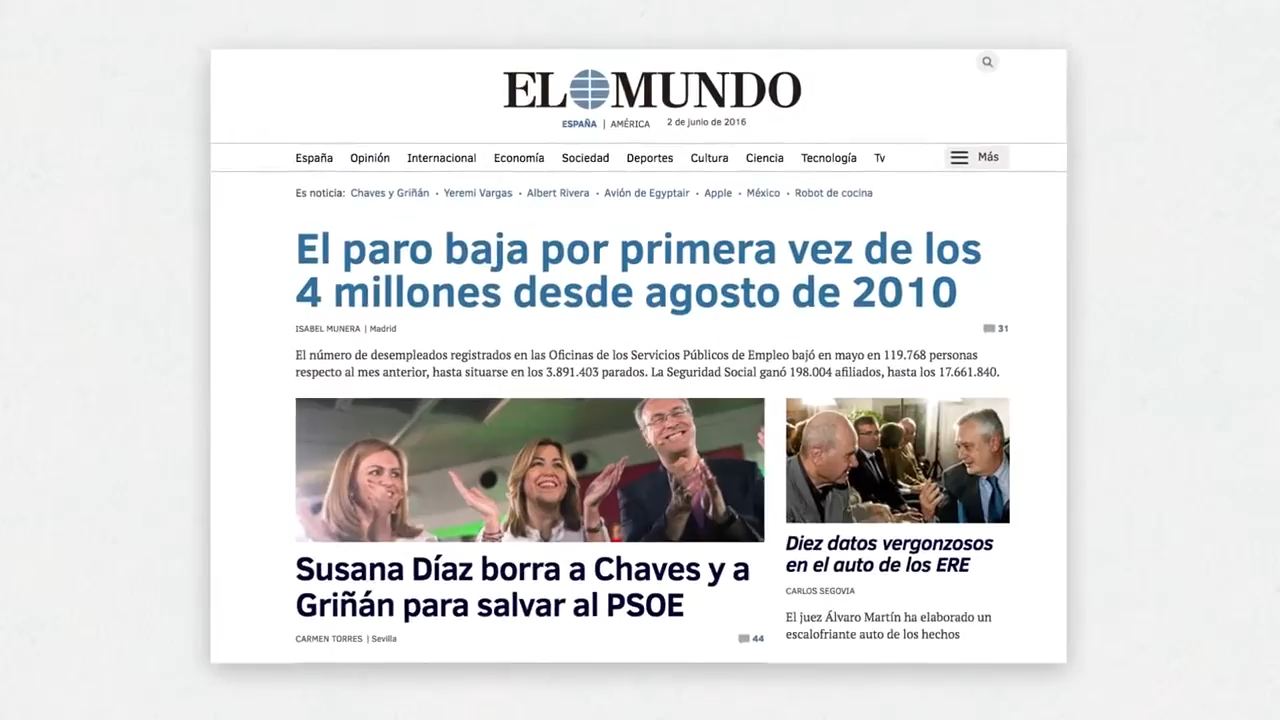 EL MUNDO
ESPAÑA | AMÉRICA 2 de junio de 2016
España Opinión Internacional Economía Sociedad Deportes Cultura Ciencia Tecnología Tv Más
Es noticia: Chaves y Griñán • Yeremi Vargas • Albert Rivera • Avión de Egyptair • Apple • México • Robot de cocina
El paro baja por primera vez de los
4 millones desde agosto de 2010
ISABEL MUNERA | Madrid 31
El número de desempleados registrados en las Oficinas de los Servicios Públicos de Empleo bajó en mayo en 119.768 personas
respecto al mes anterior, hasta situarse en los 3.891.403 parados. La Seguridad Social ganó 198.004 afiliados, hasta los 17.661.840.
Susana Díaz borra a Chaves y a
Griñán para salvar al PSOE
CARMEN TORRES | Sevilla 44
Diez datos vergonzosos
en el auto de los ERE
CARLOS SEGOVIA
El juez Álvaro Martín ha elaborado un
escalofriante auto de los hechos